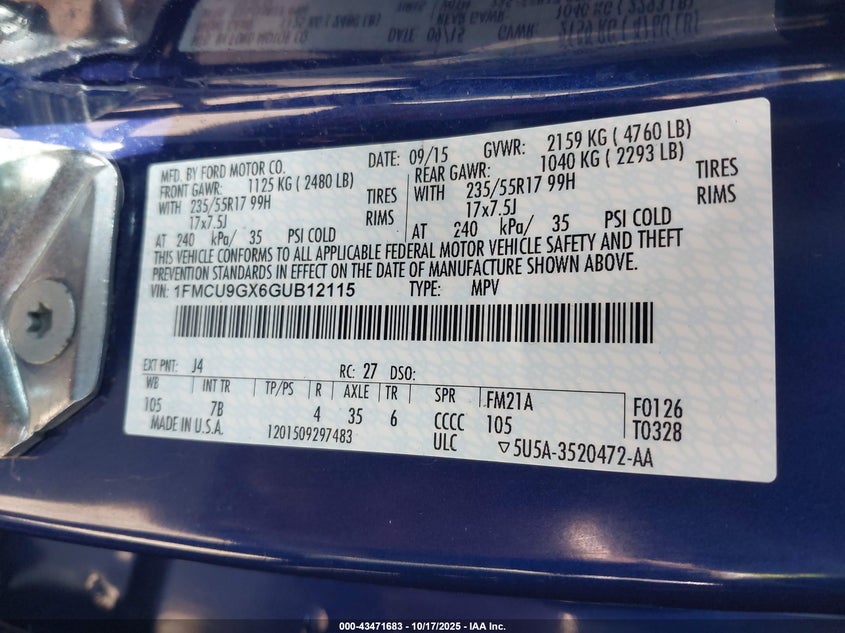 MFD. BY FORD MOTOR CO. DATE: 09/15 GVWR: 2159 KG ( 4760 LB)
FRONT GAWR: 1125 KG ( 2480 LB) REAR GAWR: 1040 KG ( 2293 LB)
WITH 235/55R17 99H TIRES WITH 235/55R17 99H TIRES
17x7.5J RIMS 17x7.5J RIMS
AT 240 kPa/ 35 PSI COLD AT 240 kPa/ 35 PSI COLD
THIS VEHICLE CONFORMS TO ALL APPLICABLE FEDERAL MOTOR VEHICLE SAFETY AND THEFT
PREVENTION STANDARDS IN EFFECT ON THE DATE OF MANUFACTURE SHOWN ABOVE.
VIN: 1FMCU9GX6GUB12115 TYPE: MPV
EXT PNT: J4 RC: 27 DSO:
WB INT TR TP/PS R AXLE TR SPR FM21A F0126
105 7B 4 35 6 CCCC 105 T0328
MADE IN U.S.A. 1201509297483 ULC 5U5A-3520472-AA
000-43471683 - 10/17/2025 - IAA Inc.